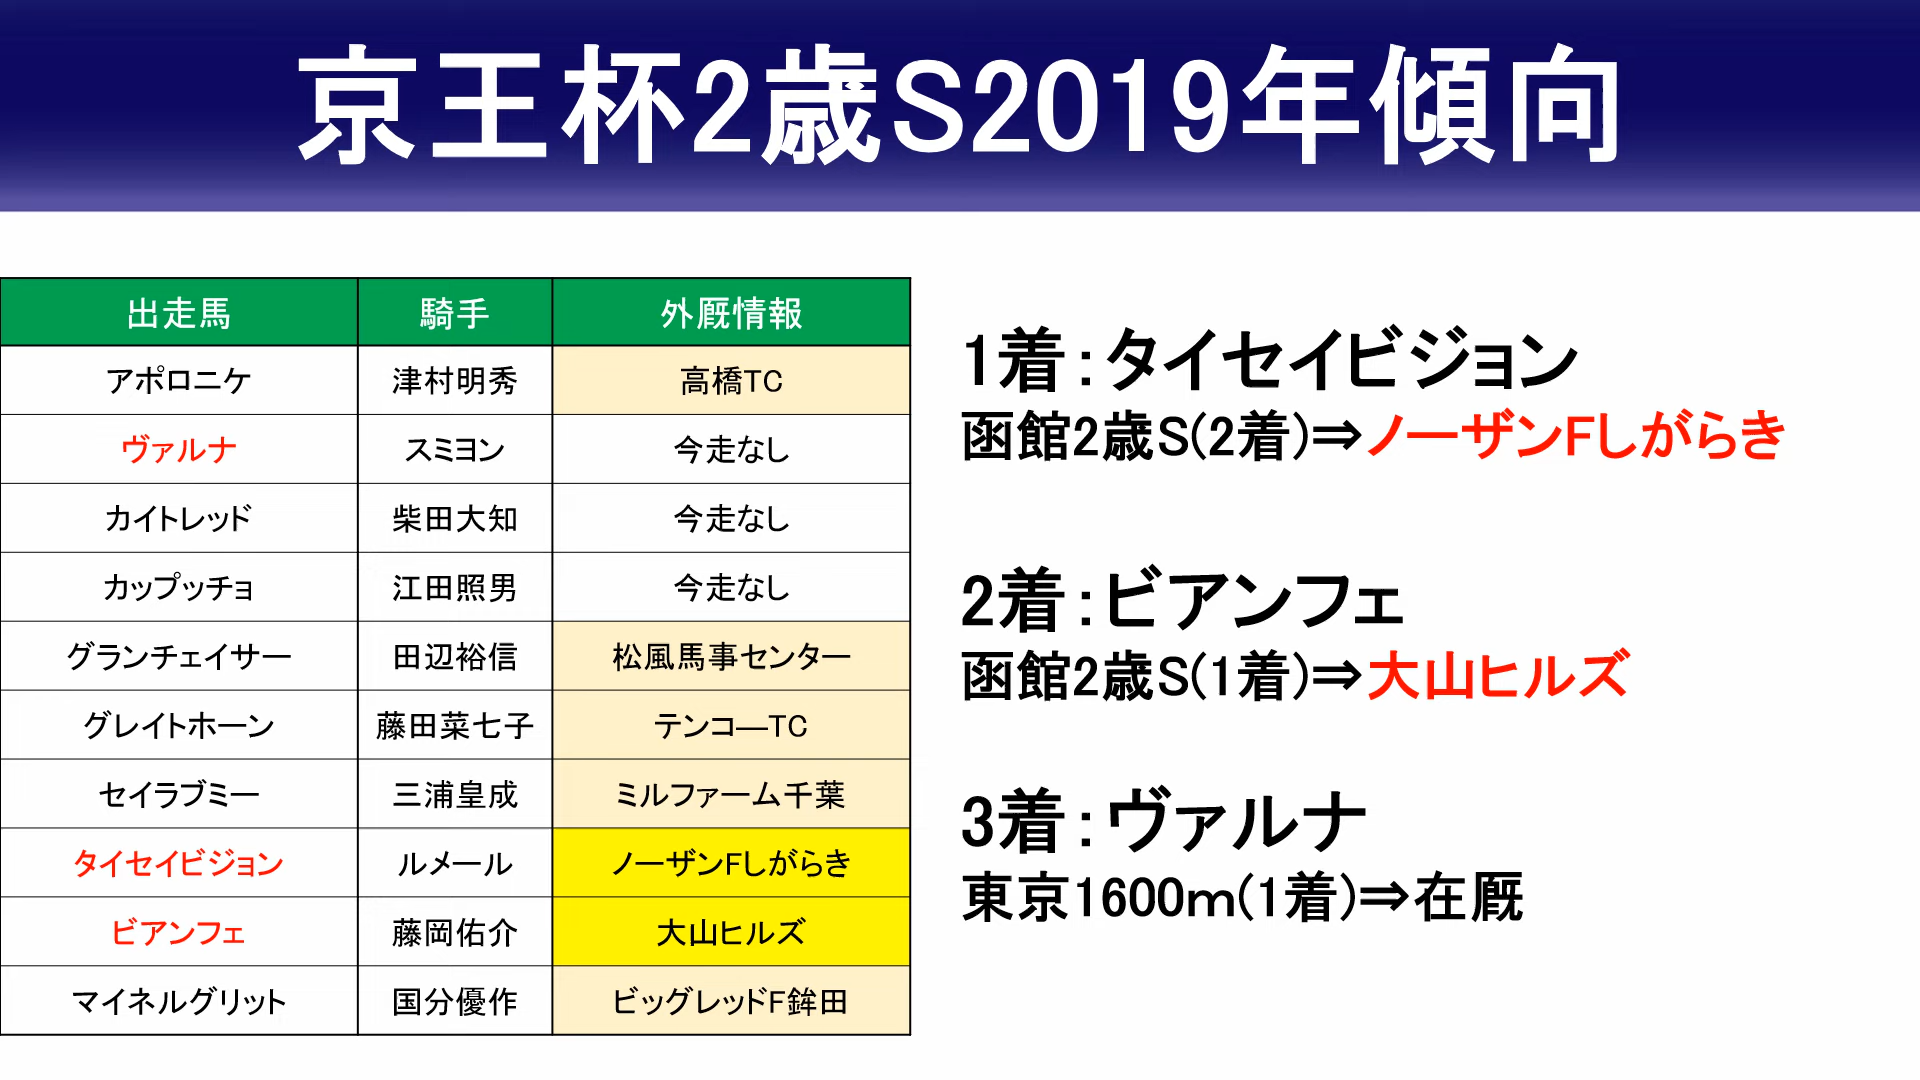 京王杯2歳S2019年傾向
出走馬 騎手 外厩情報
アポロニケ 津村明秀 高橋TC
ヴァルナ スミヨン 今走なし
カイトレッド 柴田大知 今走なし
カップッチョ 江田照男 今走なし
グランチェイサー 田辺裕信 松風馬事センター
グレイトホーン 藤田菜七子 テンコ―TC
セイラブミー 三浦皇成 ミルファーム千葉
タイセイビジョン ルメール ノーザンFしがらき
ビアンフェ 藤岡佑介 大山ヒルズ
マイネルグリット 国分優作 ビッグレッドF鉾田
1着：タイセイビジョン
函館2歳S(2着)⇒ノーザンFしがらき
2着：ビアンフェ
函館2歳S(1着)⇒大山ヒルズ
3着：ヴァルナ
東京1600m(1着)⇒在厩